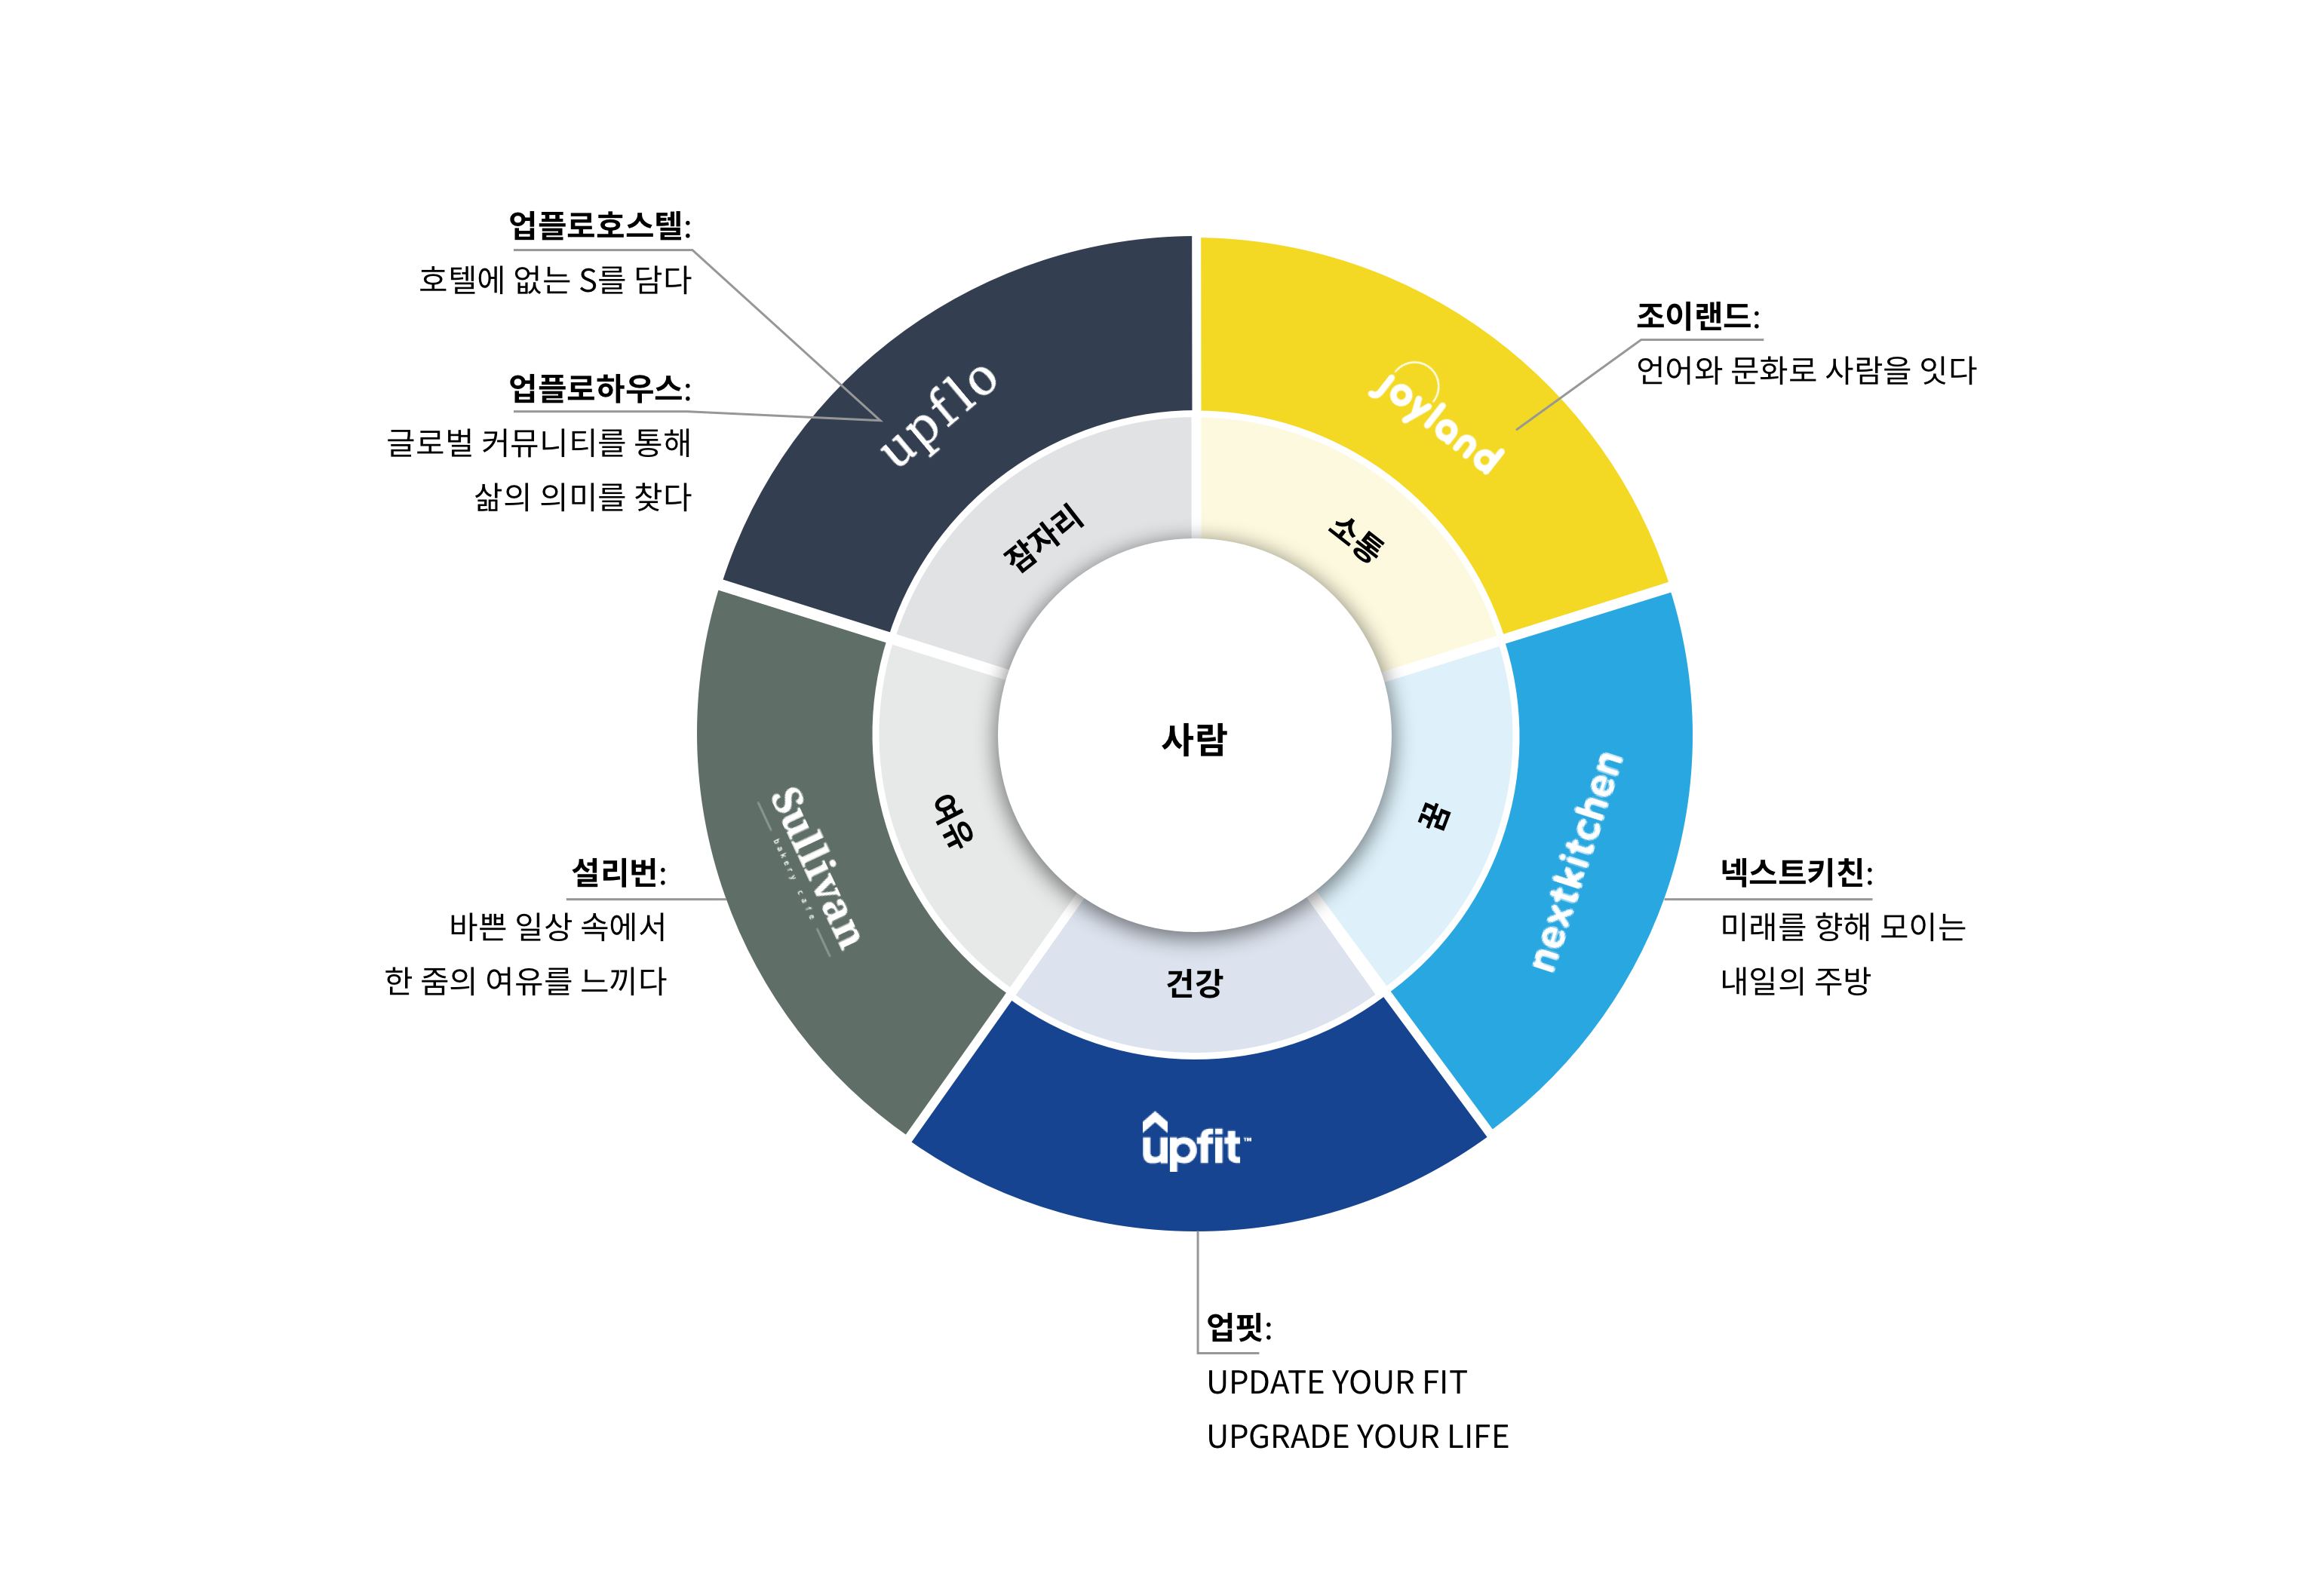 업플로호스텔:
호텔에 없는 S를 담다
업플로하우스:
글로벌 커뮤니티를 통해
삶의 의미를 찾다
조이랜드:
언어와 문화로 사람을 잇다
upflo
Joyland
잠자리
소통
사람
여유
꿈
건강
Sullivan
bakery cafe
nextkitchen
upfit™
설리번:
바쁜 일상 속에서
한 줌의 여유를 느끼다
넥스트키친:
미래를 향해 모이는
내일의 주방
업핏:
UPDATE YOUR FIT
UPGRADE YOUR LIFE